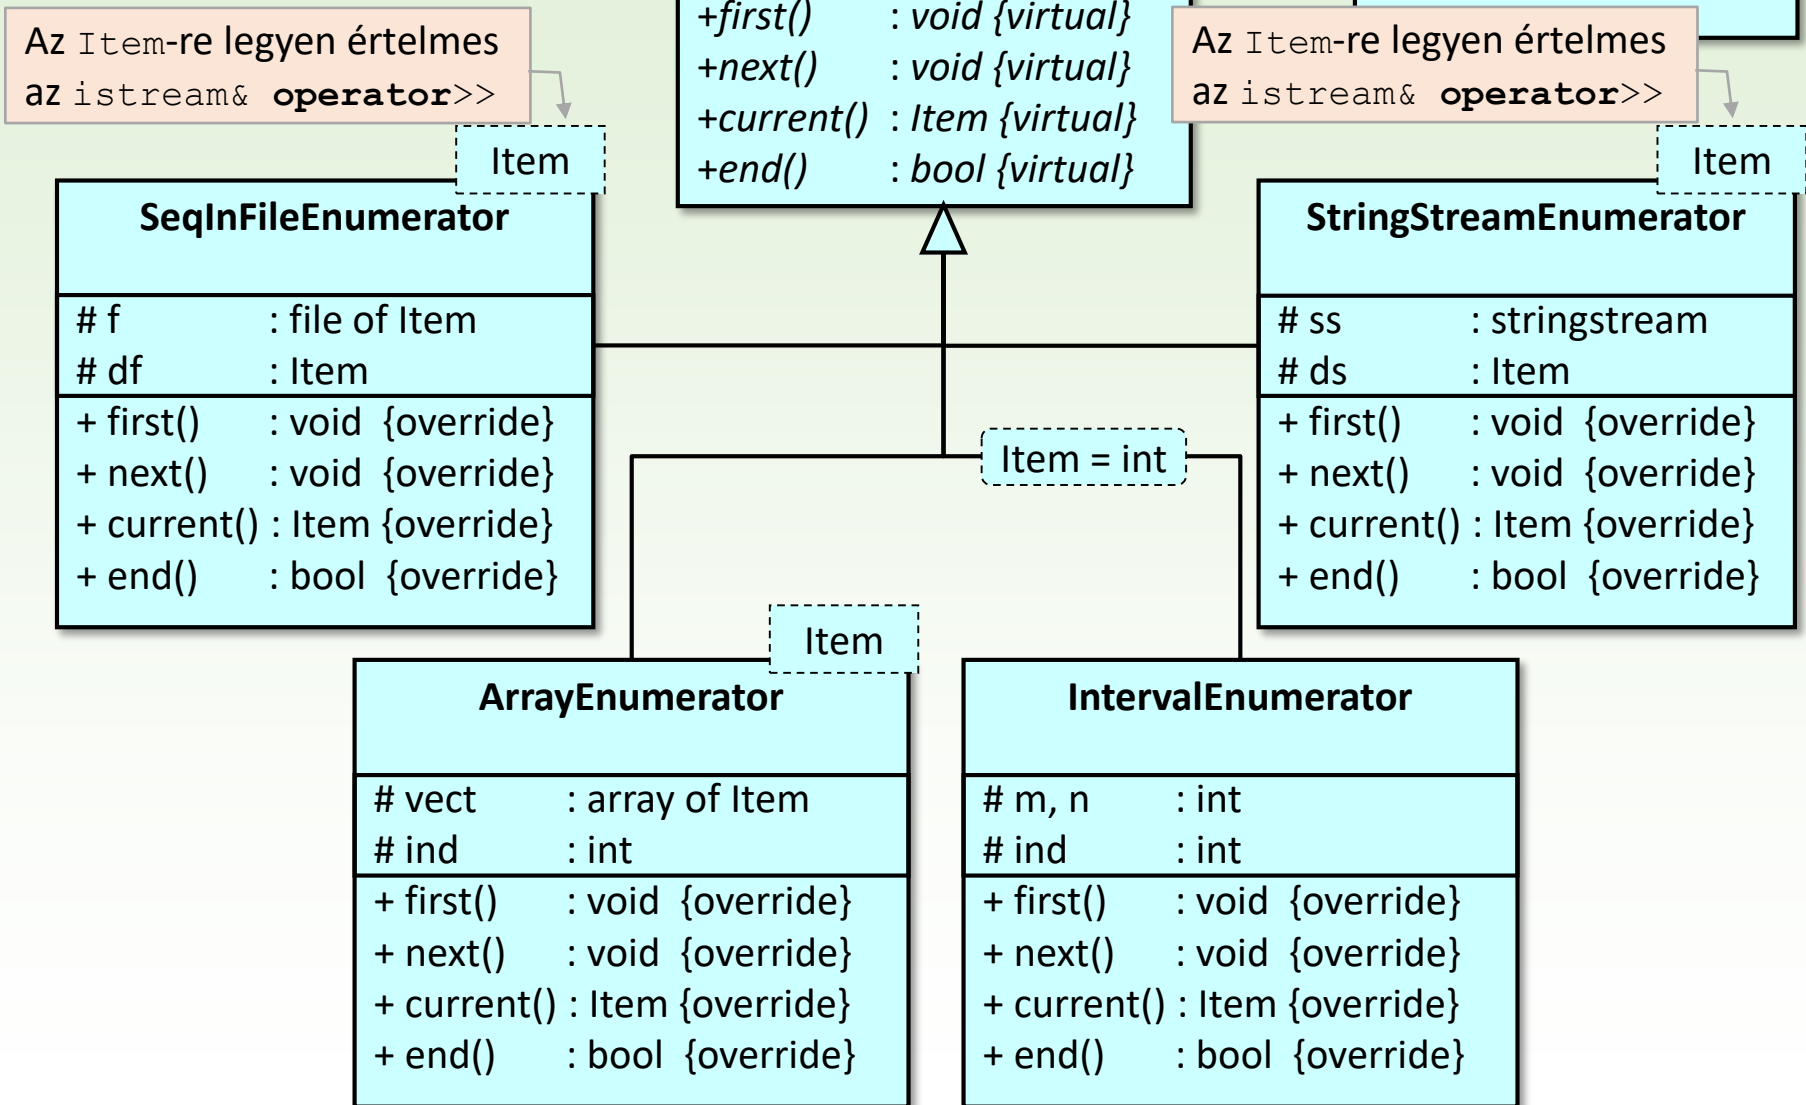 Az Item-re legyen értelmes
az istream& operator>>
+first() : void {virtual}
+next() : void {virtual}
+current() : Item {virtual}
+end() : bool {virtual}
Az Item-re legyen értelmes
az istream& operator>>
Item
SeqInFileEnumerator
# f : file of Item
# df : Item
+ first() : void {override}
+ next() : void {override}
+ current() : Item {override}
+ end() : bool {override}
Item
StringStreamEnumerator
# ss : stringstream
# ds : Item
+ first() : void {override}
+ next() : void {override}
+ current() : Item {override}
+ end() : bool {override}
Item = int
Item
ArrayEnumerator
# vect : array of Item
# ind : int
+ first() : void {override}
+ next() : void {override}
+ current() : Item {override}
+ end() : bool {override}
IntervalEnumerator
# m, n : int
# ind : int
+ first() : void {override}
+ next() : void {override}
+ current() : Item {override}
+ end() : bool {override}